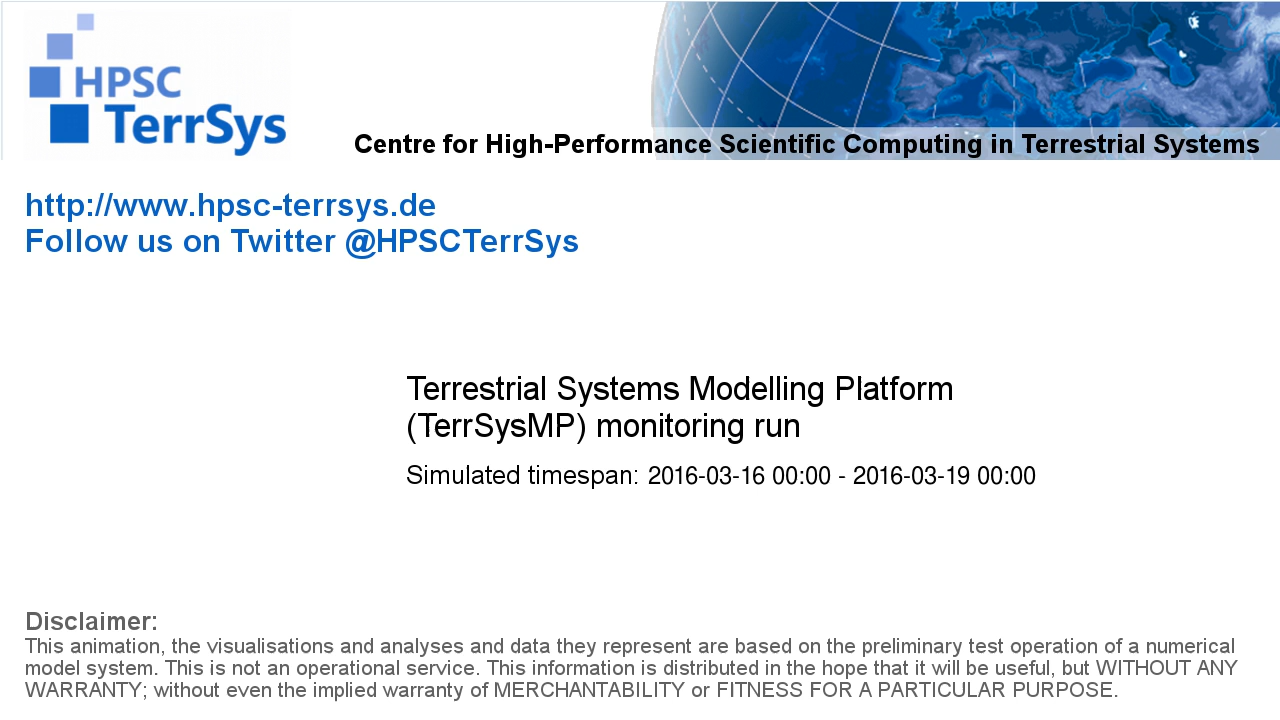 HPSC
TerrSys
Centre for High-Performance Scientific Computing in Terrestrial Systems
http://www.hpsc-terrsys.de
Follow us on Twitter @HPSCTerrSys
Terrestrial Systems Modelling Platform
(TerrSysMP) monitoring run
Simulated timespan: 2016-03-16 00:00 - 2016-03-19 00:00
Disclaimer:
This animation, the visualisations and analyses and data they represent are based on the preliminary test operation of a numerical
model system. This is not an operational service. This information is distributed in the hope that it will be useful, but WITHOUT ANY
WARRANTY; without even the implied warranty of MERCHANTABILITY or FITNESS FOR A PARTICULAR PURPOSE.